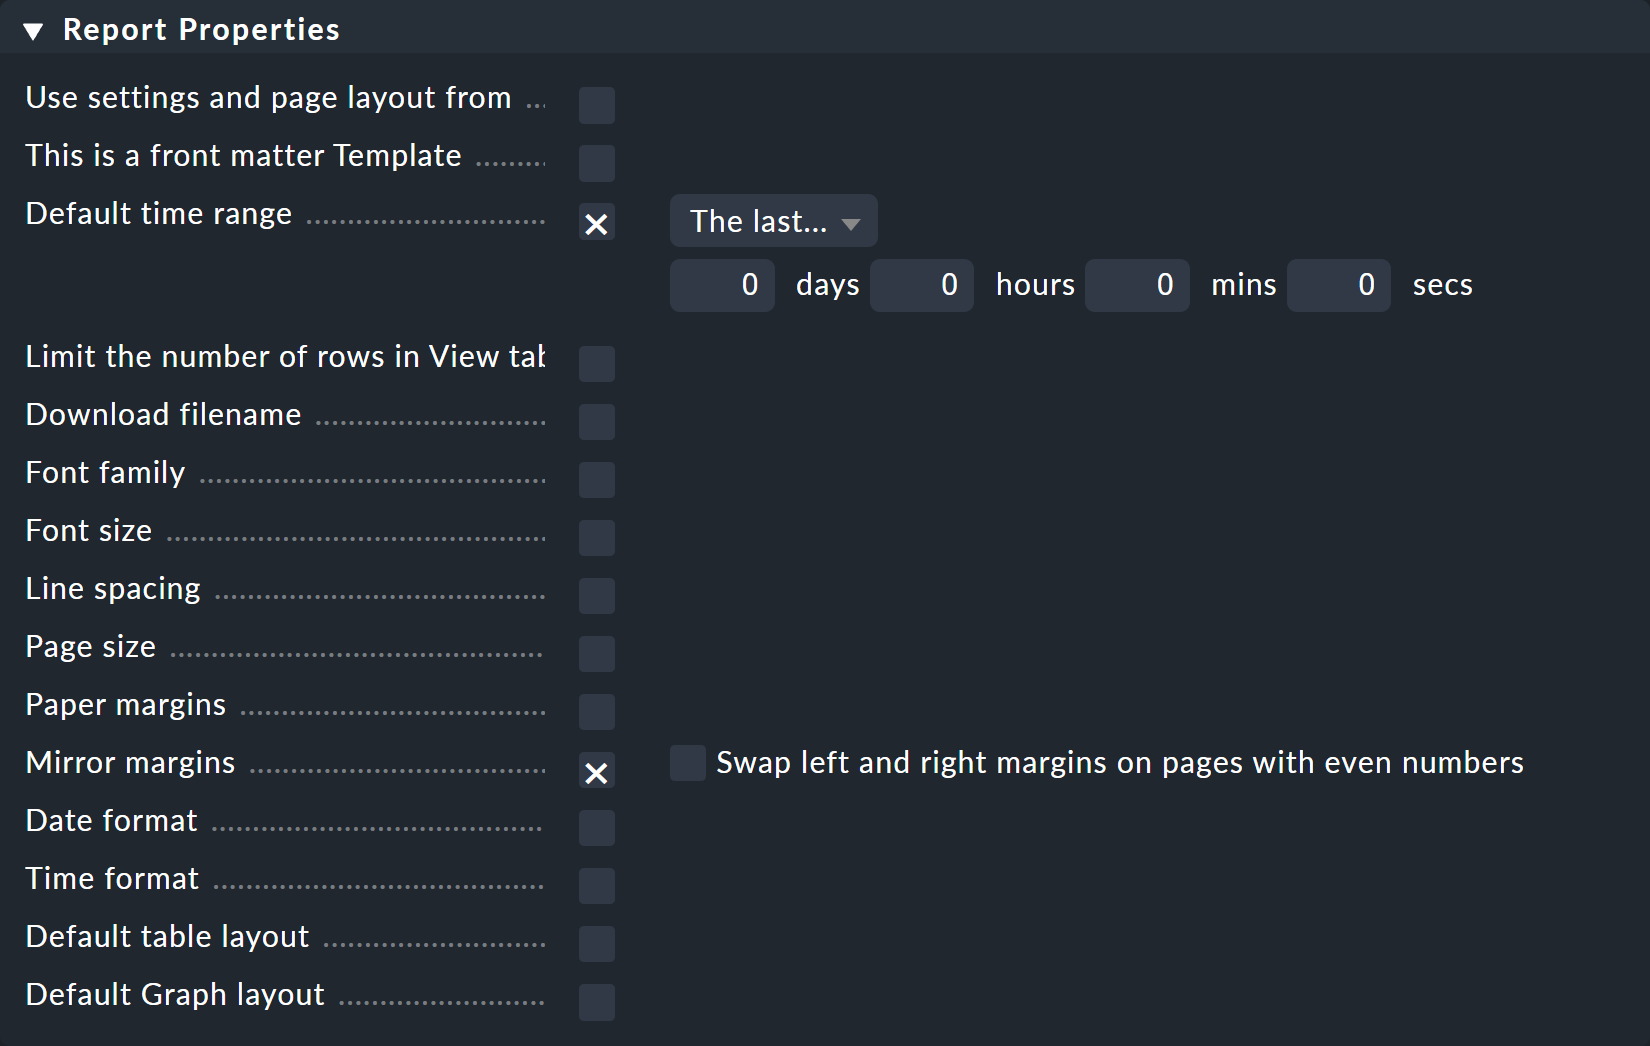 Report Properties
Use settings and page layout from ...
This is a front matter Template
Default time range
The last...
0 days 0 hours 0 mins 0 secs
Limit the number of rows in View tab
Download filename
Font family
Font size
Line spacing
Page size
Paper margins
Mirror margins Swap left and right margins on pages with even numbers
Date format
Time format
Default table layout
Default Graph layout